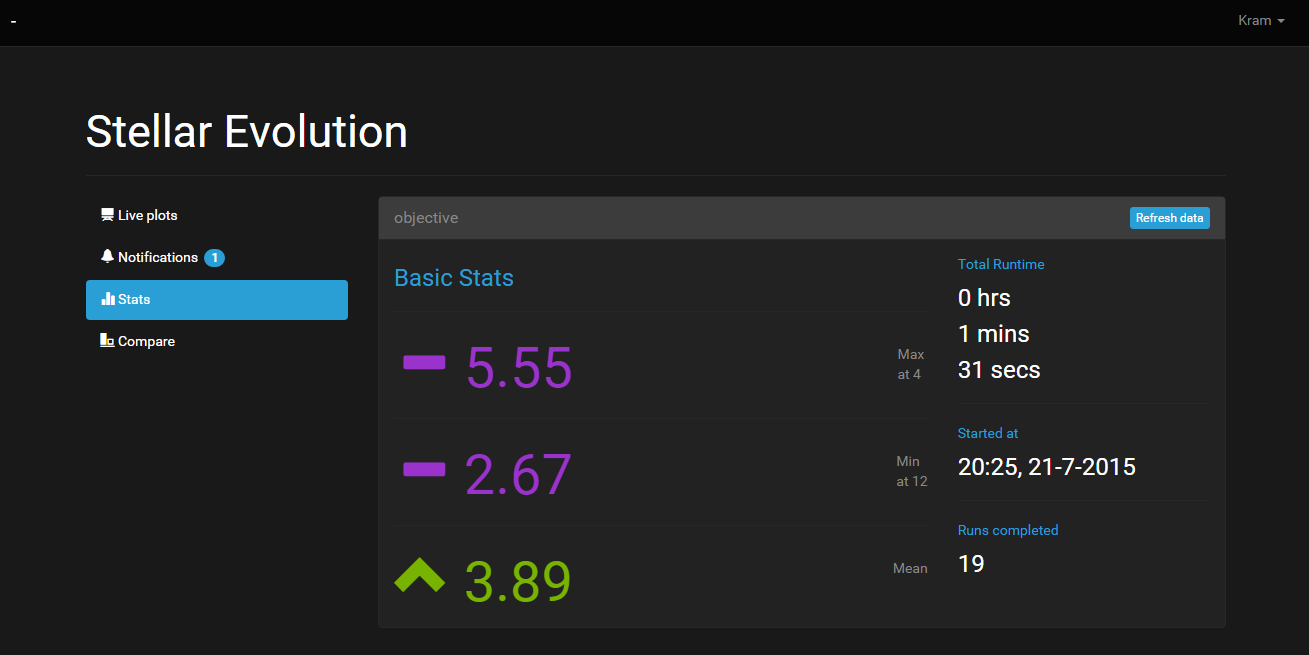 -
Kram
Stellar Evolution
Live plots
Notifications 1
Stats
Compare
objective
Refresh data
Basic Stats
5.55
Max
at 4
2.67
Min
at 12
3.89
Mean
Total Runtime
0 hrs
1 mins
31 secs
Started at
20:25, 21-7-2015
Runs completed
19